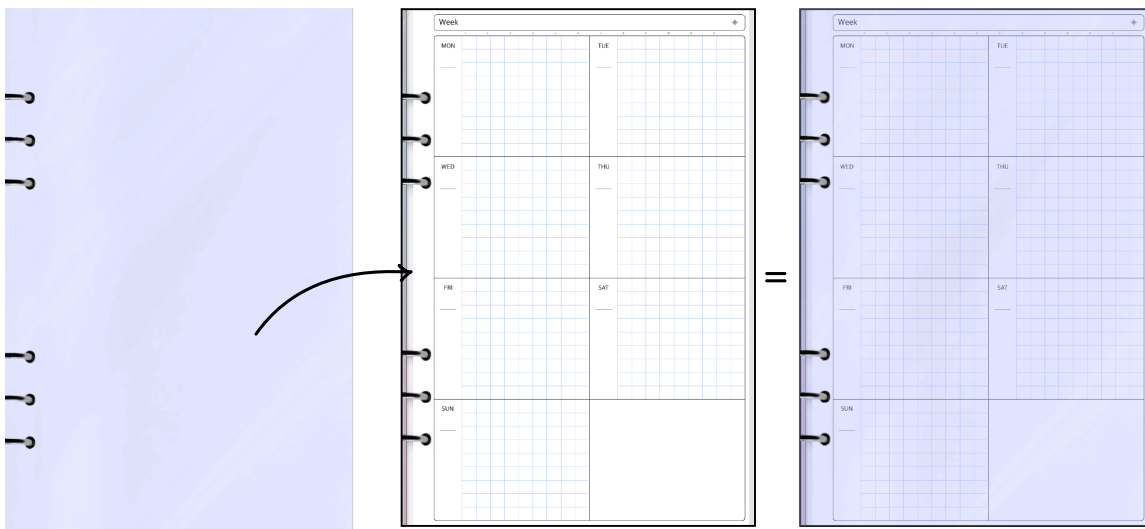 Week
MON TUE
WED THU
FRI SAT
SUN
=
Week
MON TUE
WED THU
FRI SAT
SUN